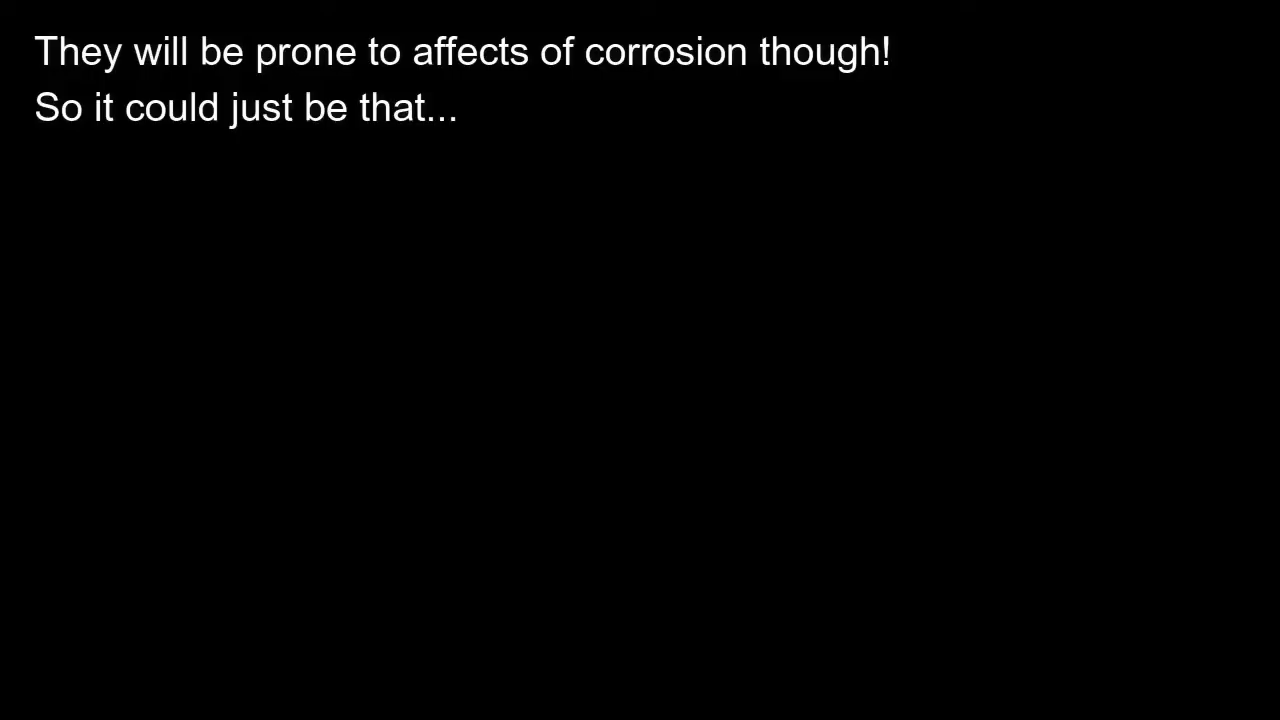 They will be prone to affects of corrosion though!
So it could just be that...